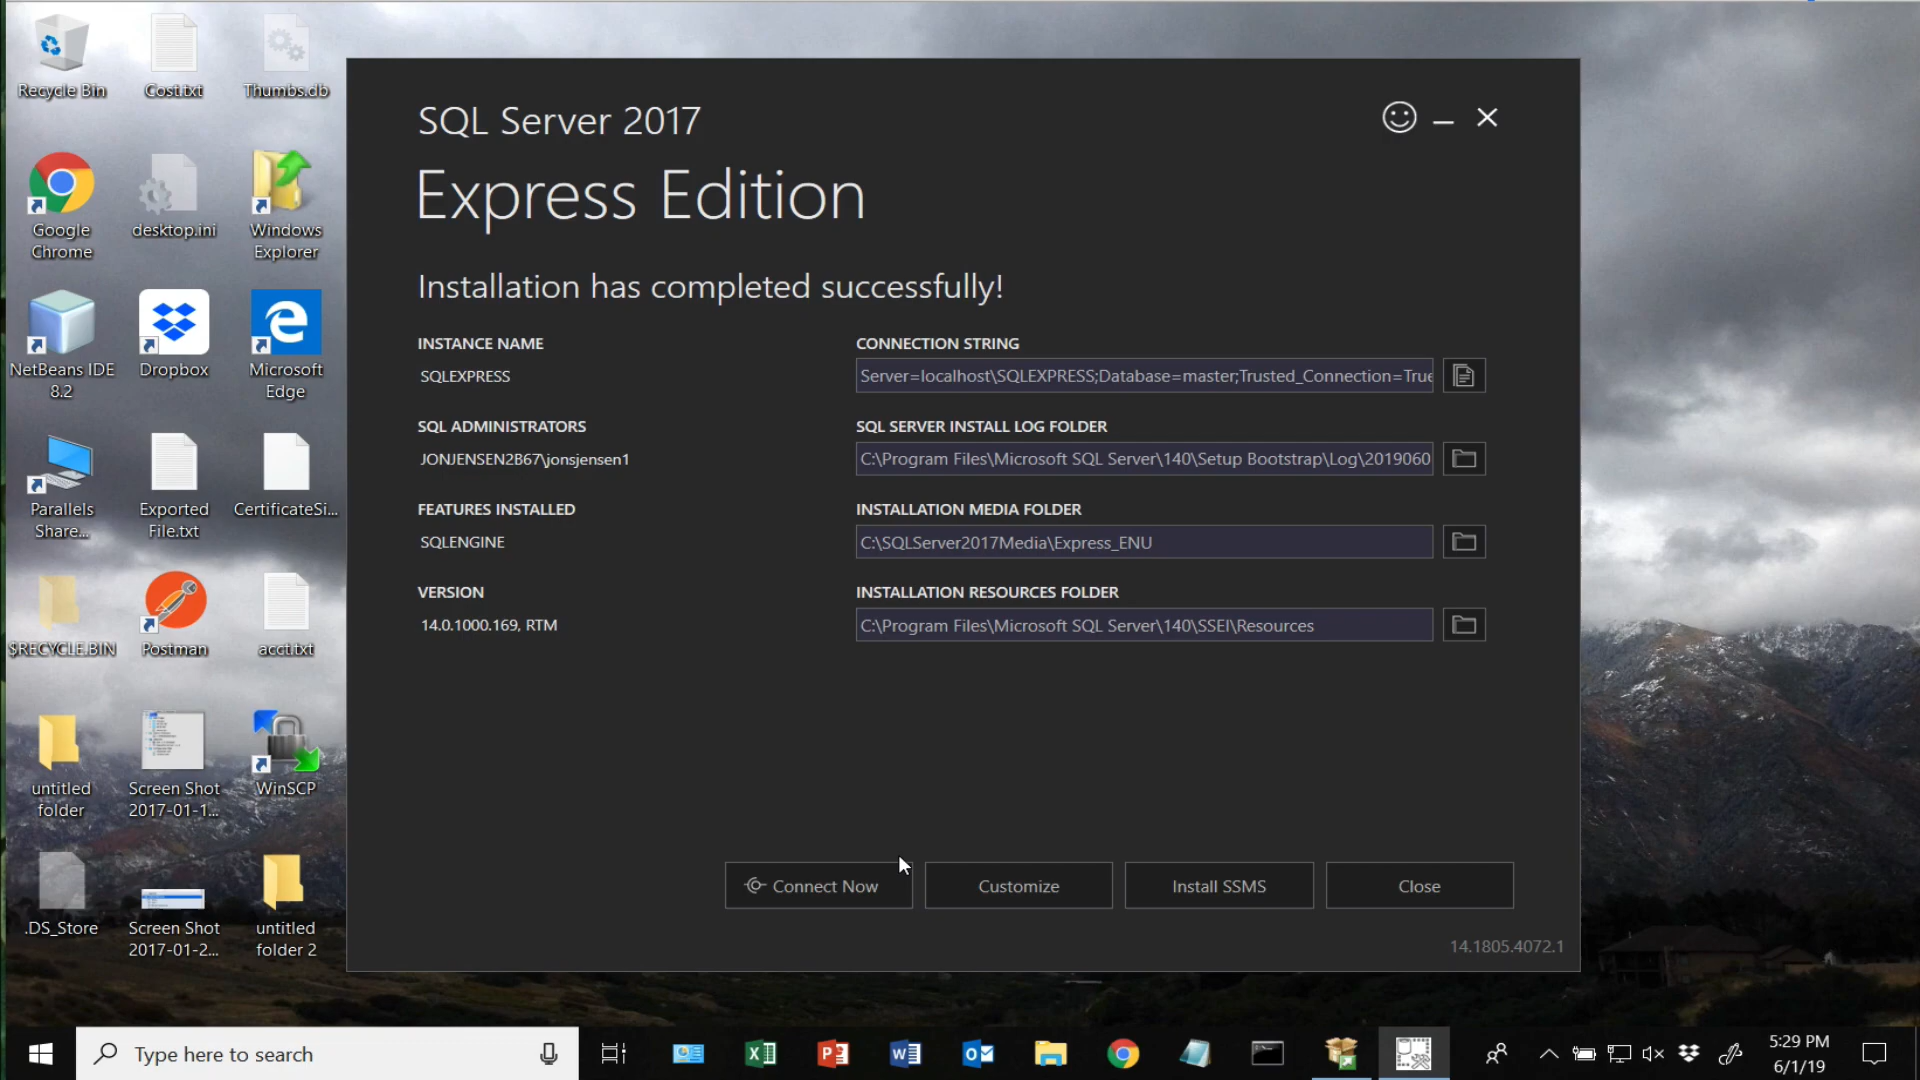 Recycle Bin
Cost.txt
Thumbs.db
Google
Chrome
desktop.ini
Windows
Explorer
NetBeans IDE
8.2
Dropbox
Microsoft
Edge
Parallels
Share...
Exported
File.txt
CertificateSi...
$RECYCLE.BIN
Postman
acct.txt
untitled
folder
Screen Shot
2017-01-1...
WinSCP
.DS_Store
Screen Shot
2017-01-2...
untitled
folder 2
SQL Server 2017
Express Edition
Installation has completed successfully!
INSTANCE NAME
SQLEXPRESS
SQL ADMINISTRATORS
JONJENSEN2B67\jonsjensen1
FEATURES INSTALLED
SQLENGINE
VERSION
14.0.1000.169, RTM
CONNECTION STRING
Server=localhost\SQLEXPRESS;Database=master;Trusted_Connection=True
SQL SERVER INSTALL LOG FOLDER
C:\Program Files\Microsoft SQL Server\140\Setup Bootstrap\Log\2019060
INSTALLATION MEDIA FOLDER
C:\SQLServer2017Media\Express_ENU
INSTALLATION RESOURCES FOLDER
C:\Program Files\Microsoft SQL Server\140\SSEI\Resources
Connect Now
Customize
Install SSMS
Close
14.1805.4072.1
Type here to search
5:29 PM
6/1/19